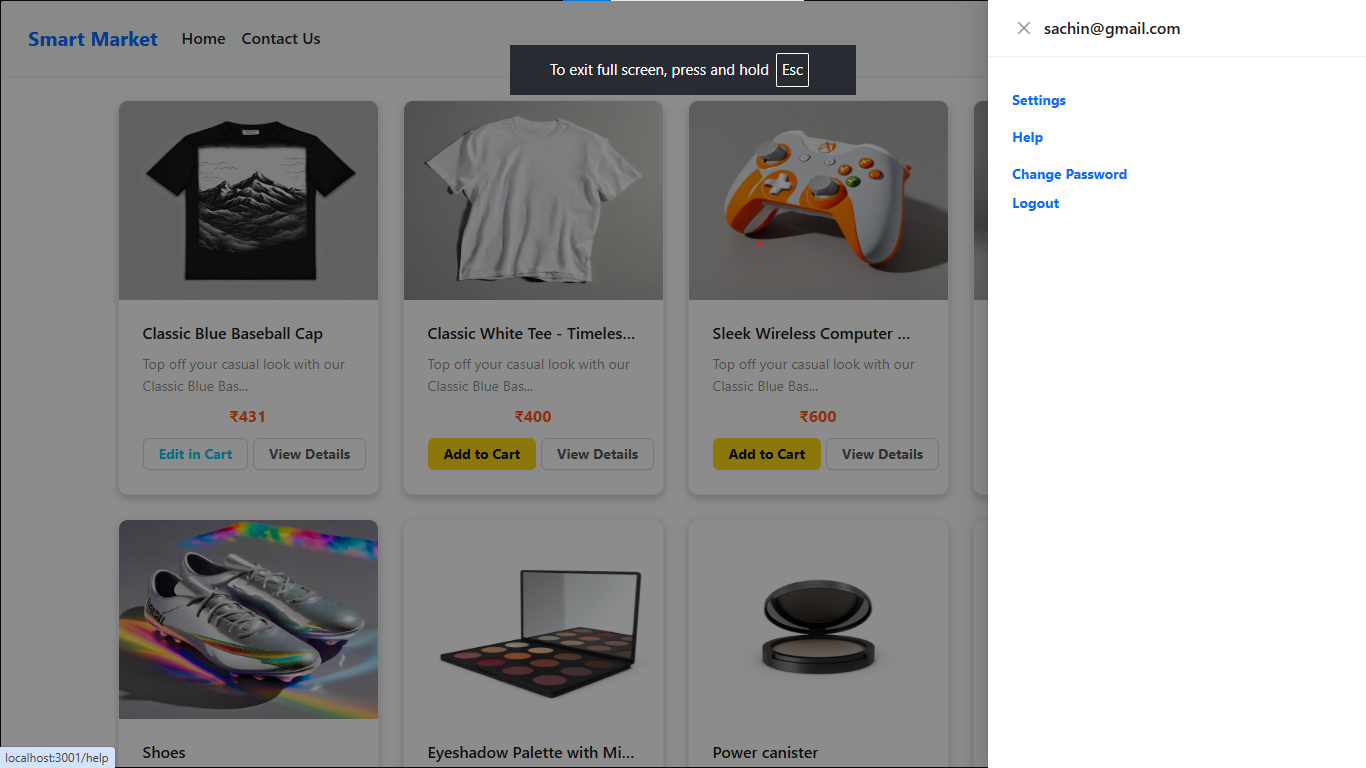 Smart Market
Home
Contact Us
To exit full screen, press and hold Esc
sachin@gmail.com
Settings
Help
Change Password
Logout
Classic Blue Baseball Cap
Top off your casual look with our
Classic Blue Bas...
₹431
Edit in Cart
View Details
Classic White Tee - Timeles...
Top off your casual look with our
Classic Blue Bas...
₹400
Add to Cart
View Details
Sleek Wireless Computer ...
Top off your casual look with our
Classic Blue Bas...
₹600
Add to Cart
View Details
Shoes
Eyeshadow Palette with Mi...
Power canister
localhost:3001/help